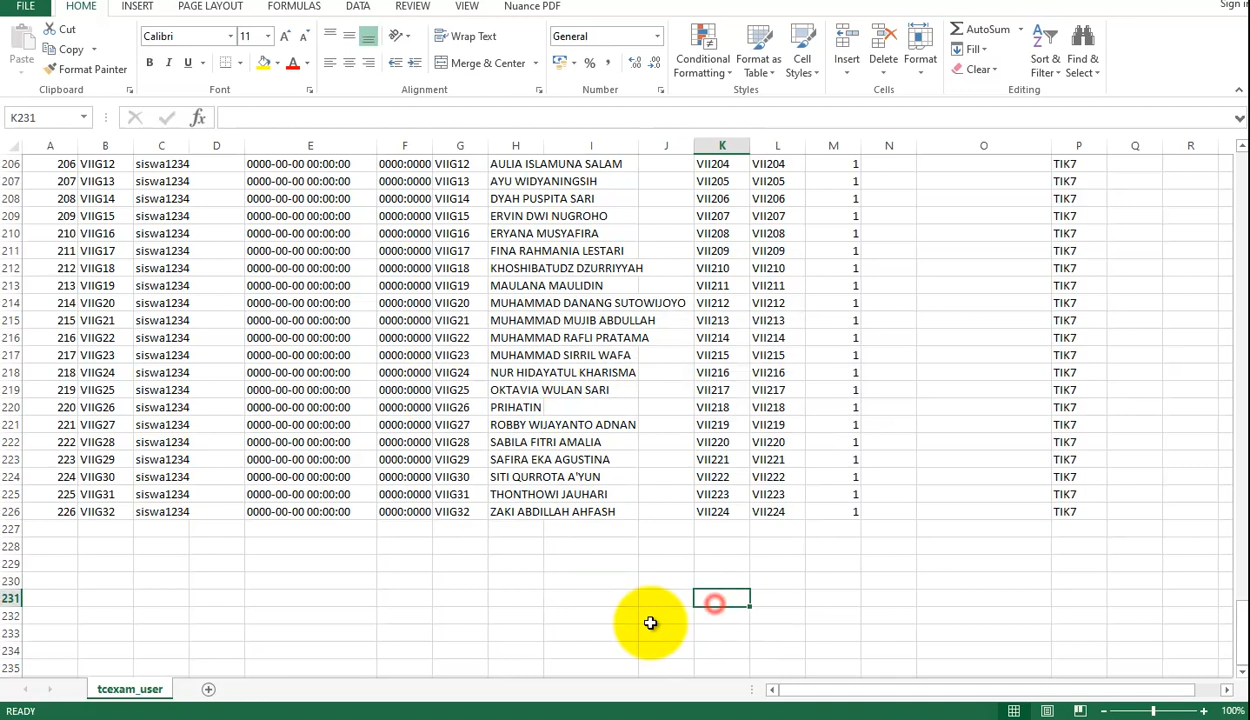 FILE HOME INSERT PAGE LAYOUT FORMULAS DATA REVIEW VIEW Nuance PDF Sign in
Cut
Copy
Format Painter
Paste
Clipboard
Calibri 11
B I U
Font
Wrap Text
Merge & Center
Alignment
General
Number
Conditional Formatting
Format as Table
Cell Styles
Styles
Insert Delete Format
Cells
AutoSum
Fill
Clear
Sort & Filter
Find & Select
Editing
K231
A B C D E F G H I J K L M N O P Q R
206 206 VIIG12 siswa1234 0000-00-00 00:00:00 0000:0000 VIIG12 AULIA ISLAMUNA SALAM VII204 VII204 1 TIK7
207 207 VIIG13 siswa1234 0000-00-00 00:00:00 0000:0000 VIIG13 AYU WIDYANINGSIH VII205 VII205 1 TIK7
208 208 VIIG14 siswa1234 0000-00-00 00:00:00 0000:0000 VIIG14 DYAH PUSPITA SARI VII206 VII206 1 TIK7
209 209 VIIG15 siswa1234 0000-00-00 00:00:00 0000:0000 VIIG15 ERVIN DWI NUGROHO VII207 VII207 1 TIK7
210 210 VIIG16 siswa1234 0000-00-00 00:00:00 0000:0000 VIIG16 ERYANA MUSYAFIRA VII208 VII208 1 TIK7
211 211 VIIG17 siswa1234 0000-00-00 00:00:00 0000:0000 VIIG17 FINA RAHMANIA LESTARI VII209 VII209 1 TIK7
212 212 VIIG18 siswa1234 0000-00-00 00:00:00 0000:0000 VIIG18 KHOSHIBATUDZ DZURRIYYAH VII210 VII210 1 TIK7
213 213 VIIG19 siswa1234 0000-00-00 00:00:00 0000:0000 VIIG19 MAULANA MAULIDIN VII211 VII211 1 TIK7
214 214 VIIG20 siswa1234 0000-00-00 00:00:00 0000:0000 VIIG20 MUHAMMAD DANANG SUTOWIJOYO VII212 VII212 1 TIK7
215 215 VIIG21 siswa1234 0000-00-00 00:00:00 0000:0000 VIIG21 MUHAMMAD MUJIB ABDULLAH VII213 VII213 1 TIK7
216 216 VIIG22 siswa1234 0000-00-00 00:00:00 0000:0000 VIIG22 MUHAMMAD RAFLI PRATAMA VII214 VII214 1 TIK7
217 217 VIIG23 siswa1234 0000-00-00 00:00:00 0000:0000 VIIG23 MUHAMMAD SIRRIL WAFA VII215 VII215 1 TIK7
218 218 VIIG24 siswa1234 0000-00-00 00:00:00 0000:0000 VIIG24 NUR HIDAYATUL KHARISMA VII216 VII216 1 TIK7
219 219 VIIG25 siswa1234 0000-00-00 00:00:00 0000:0000 VIIG25 OKTAVIA WULAN SARI VII217 VII217 1 TIK7
220 220 VIIG26 siswa1234 0000-00-00 00:00:00 0000:0000 VIIG26 PRIHATIN VII218 VII218 1 TIK7
221 221 VIIG27 siswa1234 0000-00-00 00:00:00 0000:0000 VIIG27 ROBBY WIJAYANTO ADNAN VII219 VII219 1 TIK7
222 222 VIIG28 siswa1234 0000-00-00 00:00:00 0000:0000 VIIG28 SABILA FITRI AMALIA VII220 VII220 1 TIK7
223 223 VIIG29 siswa1234 0000-00-00 00:00:00 0000:0000 VIIG29 SAFIRA EKA AGUSTINA VII221 VII221 1 TIK7
224 224 VIIG30 siswa1234 0000-00-00 00:00:00 0000:0000 VIIG30 SITI QURROTA A'YUN VII222 VII222 1 TIK7
225 225 VIIG31 siswa1234 0000-00-00 00:00:00 0000:0000 VIIG31 THONTHOWI JAUHARI VII223 VII223 1 TIK7
226 226 VIIG32 siswa1234 0000-00-00 00:00:00 0000:0000 VIIG32 ZAKI ABDILLAH AHFASH VII224 VII224 1 TIK7
227
228
229
230
231
232
233
234
235
tcexam_user
READY 100%